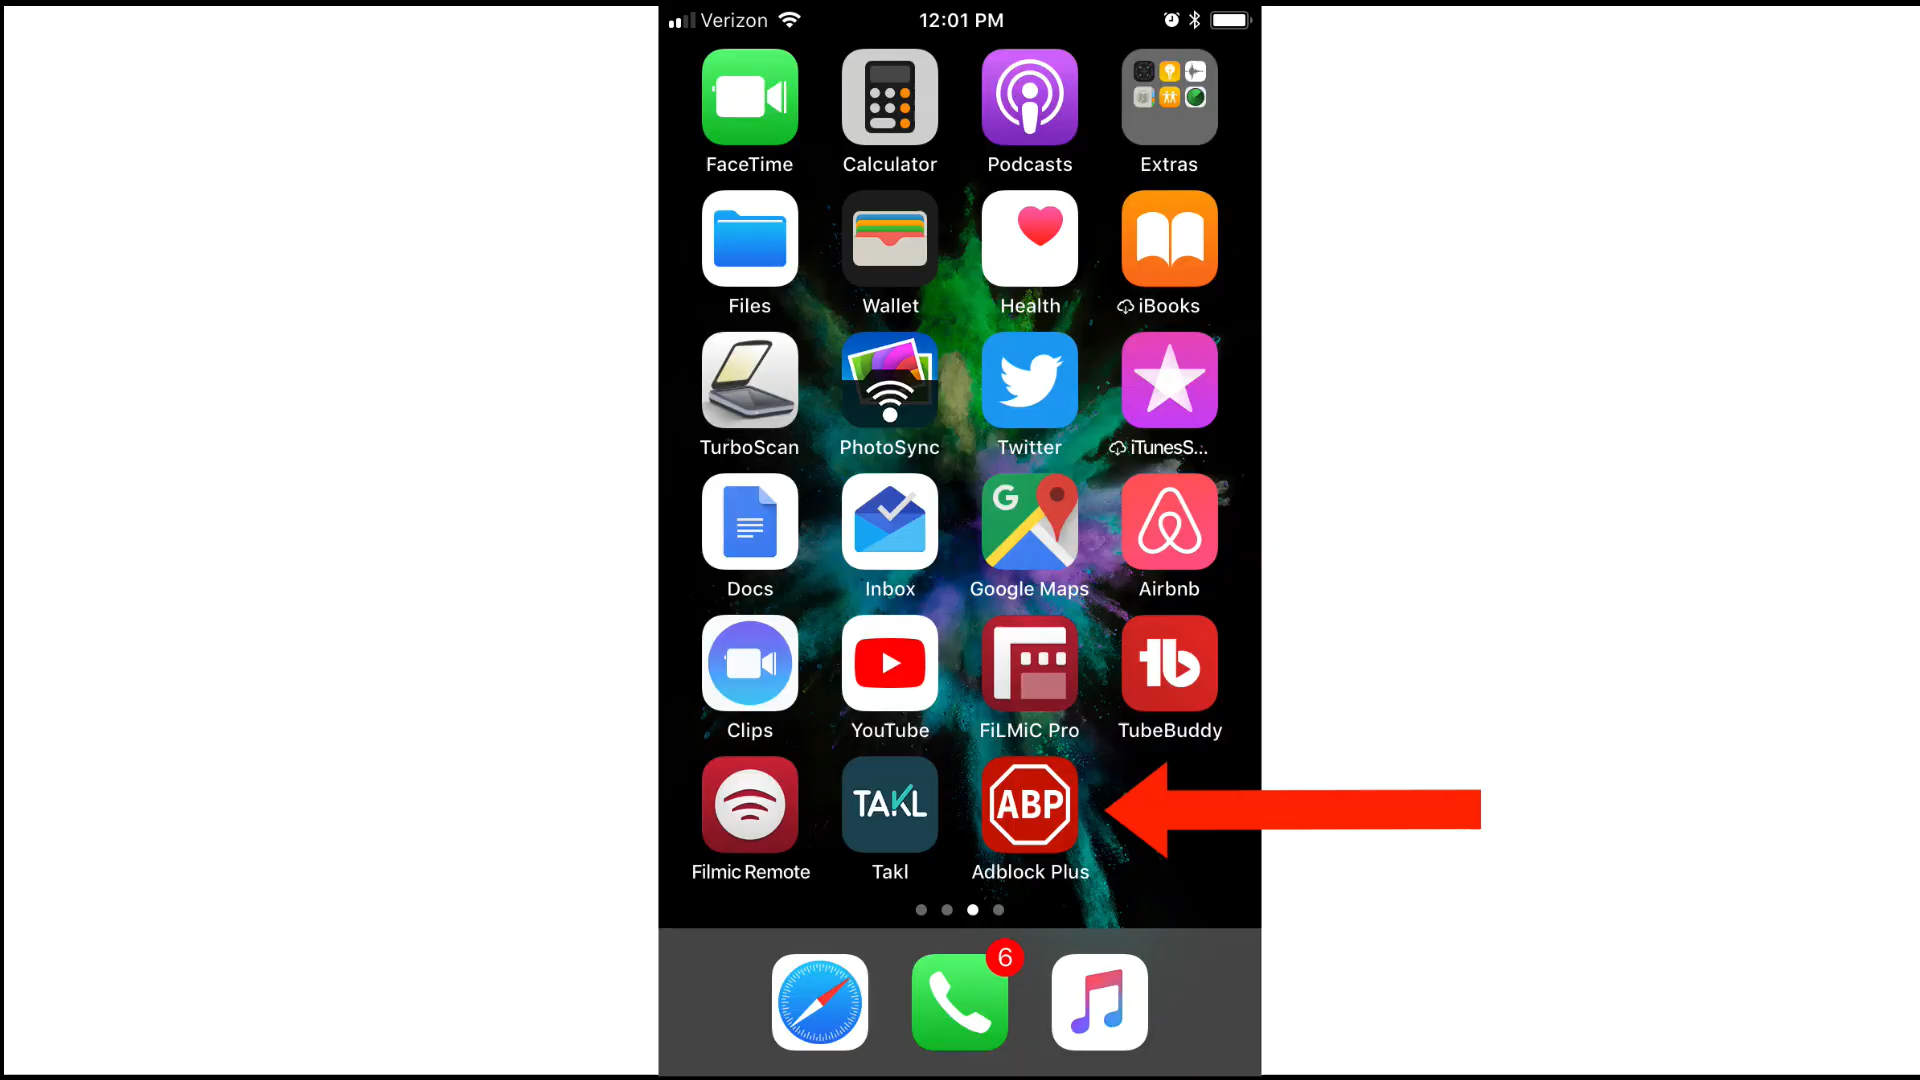 Verizon 12:01 PM
FaceTime Calculator Podcasts Extras
Files Wallet Health iBooks
TurboScan PhotoSync Twitter iTunesS...
G
Docs Inbox Google Maps Airbnb
tb
Clips YouTube FiLMiC Pro TubeBuddy
TAKL ABP
Filmic Remote Takl Adblock Plus
6